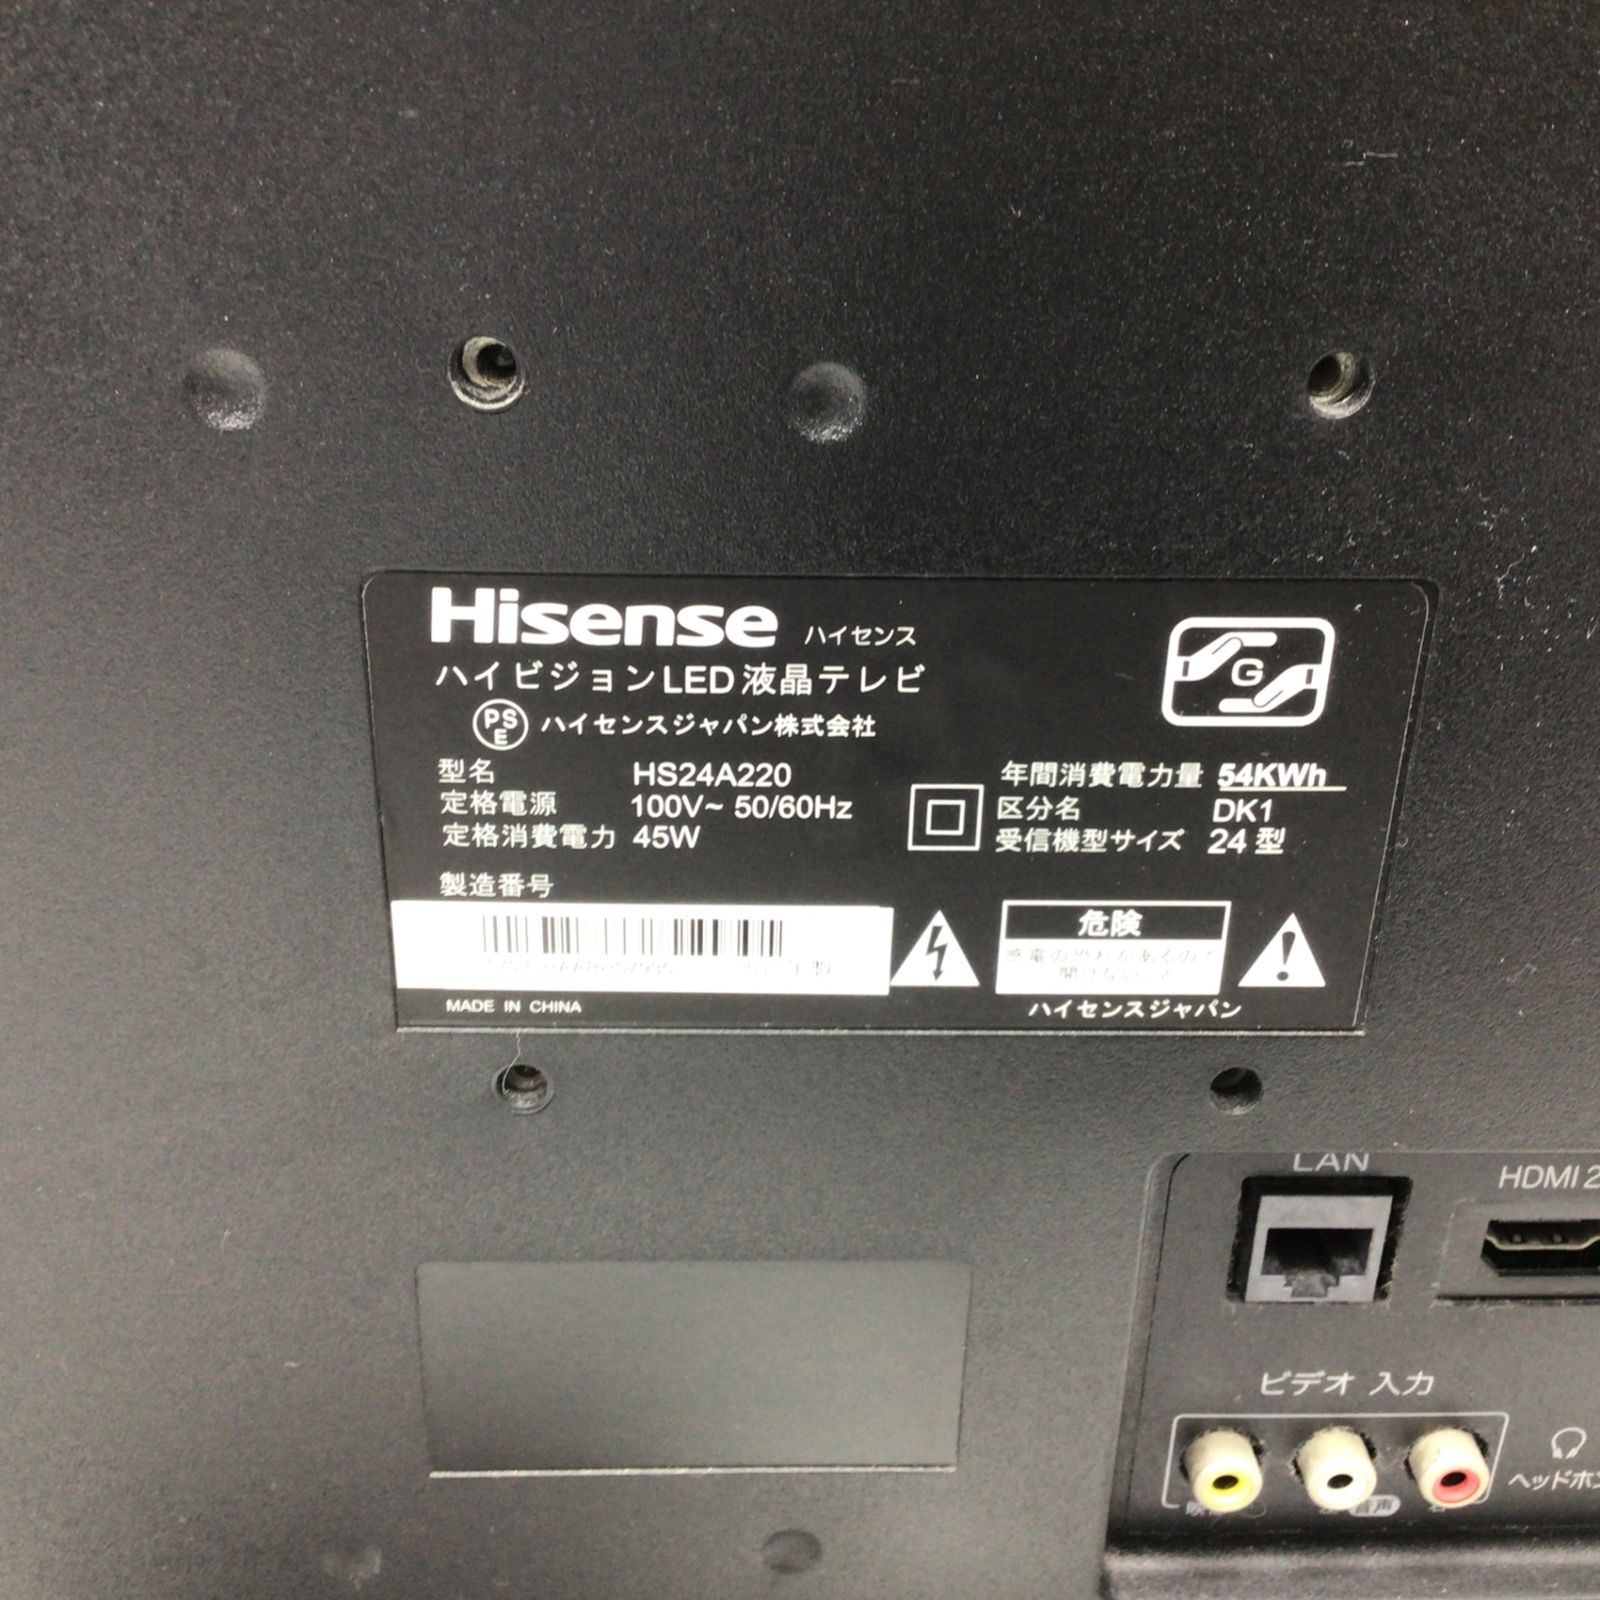 Hisense ハイセンス
ハイビジョンLED液晶テレビ
PSE ハイセンスジャパン株式会社
G
型名 HS24A220
定格電源 100V~ 50/60Hz
定格消費電力 45W
年間消費電力量 54KWh
区分名 DK1
受信機型サイズ 24型
製造番号
危険
MADE IN CHINA
ハイセンスジャパン
LAN
HDMI 2
ビデオ 入力
音声